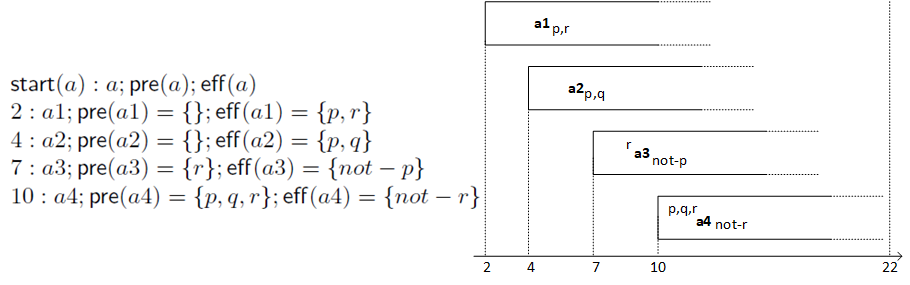 start(a) : a; pre(a); eff(a)
2 : a1; pre(a1) = {}; eff(a1) = {p, r}
4 : a2; pre(a2) = {}; eff(a2) = {p, q}
7 : a3; pre(a3) = {r}; eff(a3) = {not − p}
10 : a4; pre(a4) = {p, q, r}; eff(a4) = {not − r}
a1 p,r
a2 p,q
r a3 not-p
p,q,r
a4 not-r
2 4 7 10 22